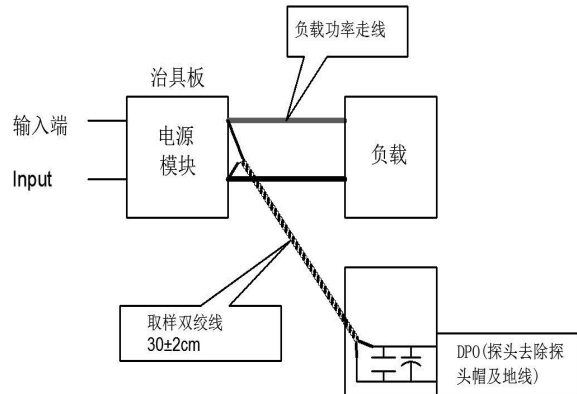 负载功率走线
治具板
输入端
Input
电源
模块
负载
取样双绞线
30±2cm
DPO(探头去除探
头帽及地线)